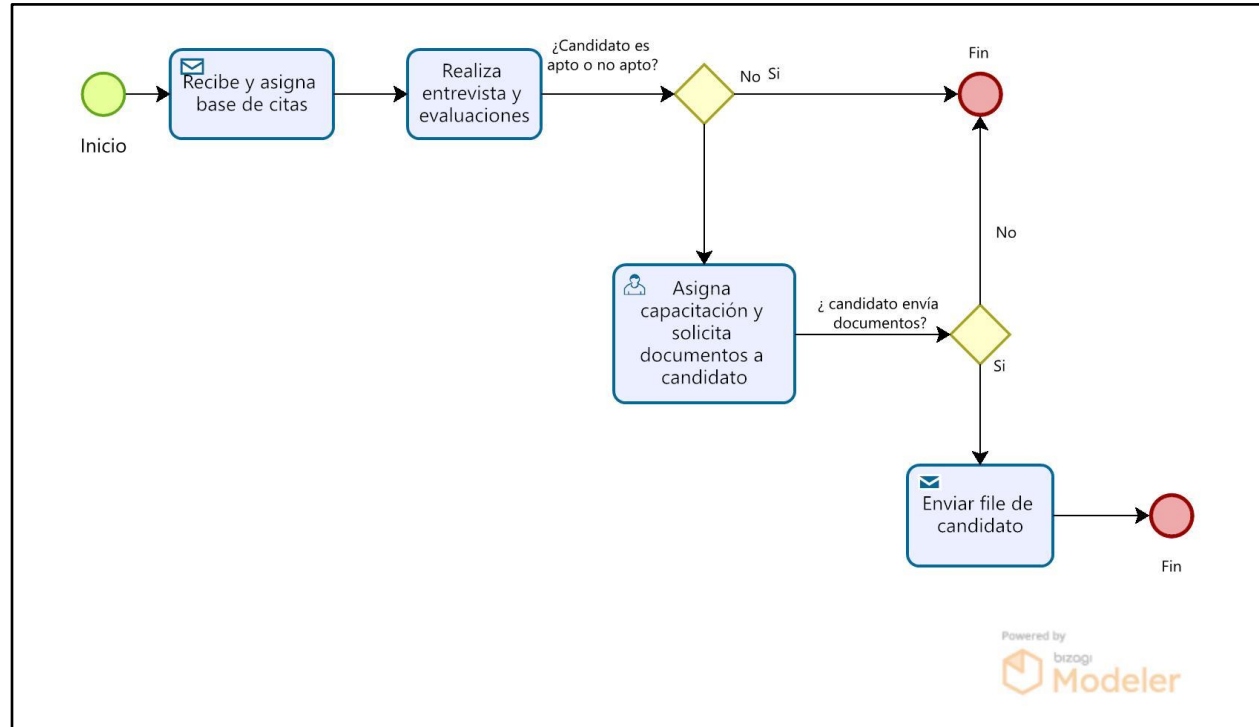 Inicio
Recibe y asigna
base de citas
Realiza
entrevista y
evaluaciones
¿Candidato es
apto o no apto?
No Si
Fin
Asigna
capacitación y
solicita
documentos a
candidato
¿ candidato envía
documentos?
No
Si
Enviar file de
candidato
Fin
Powered by
bizagi
Modeler